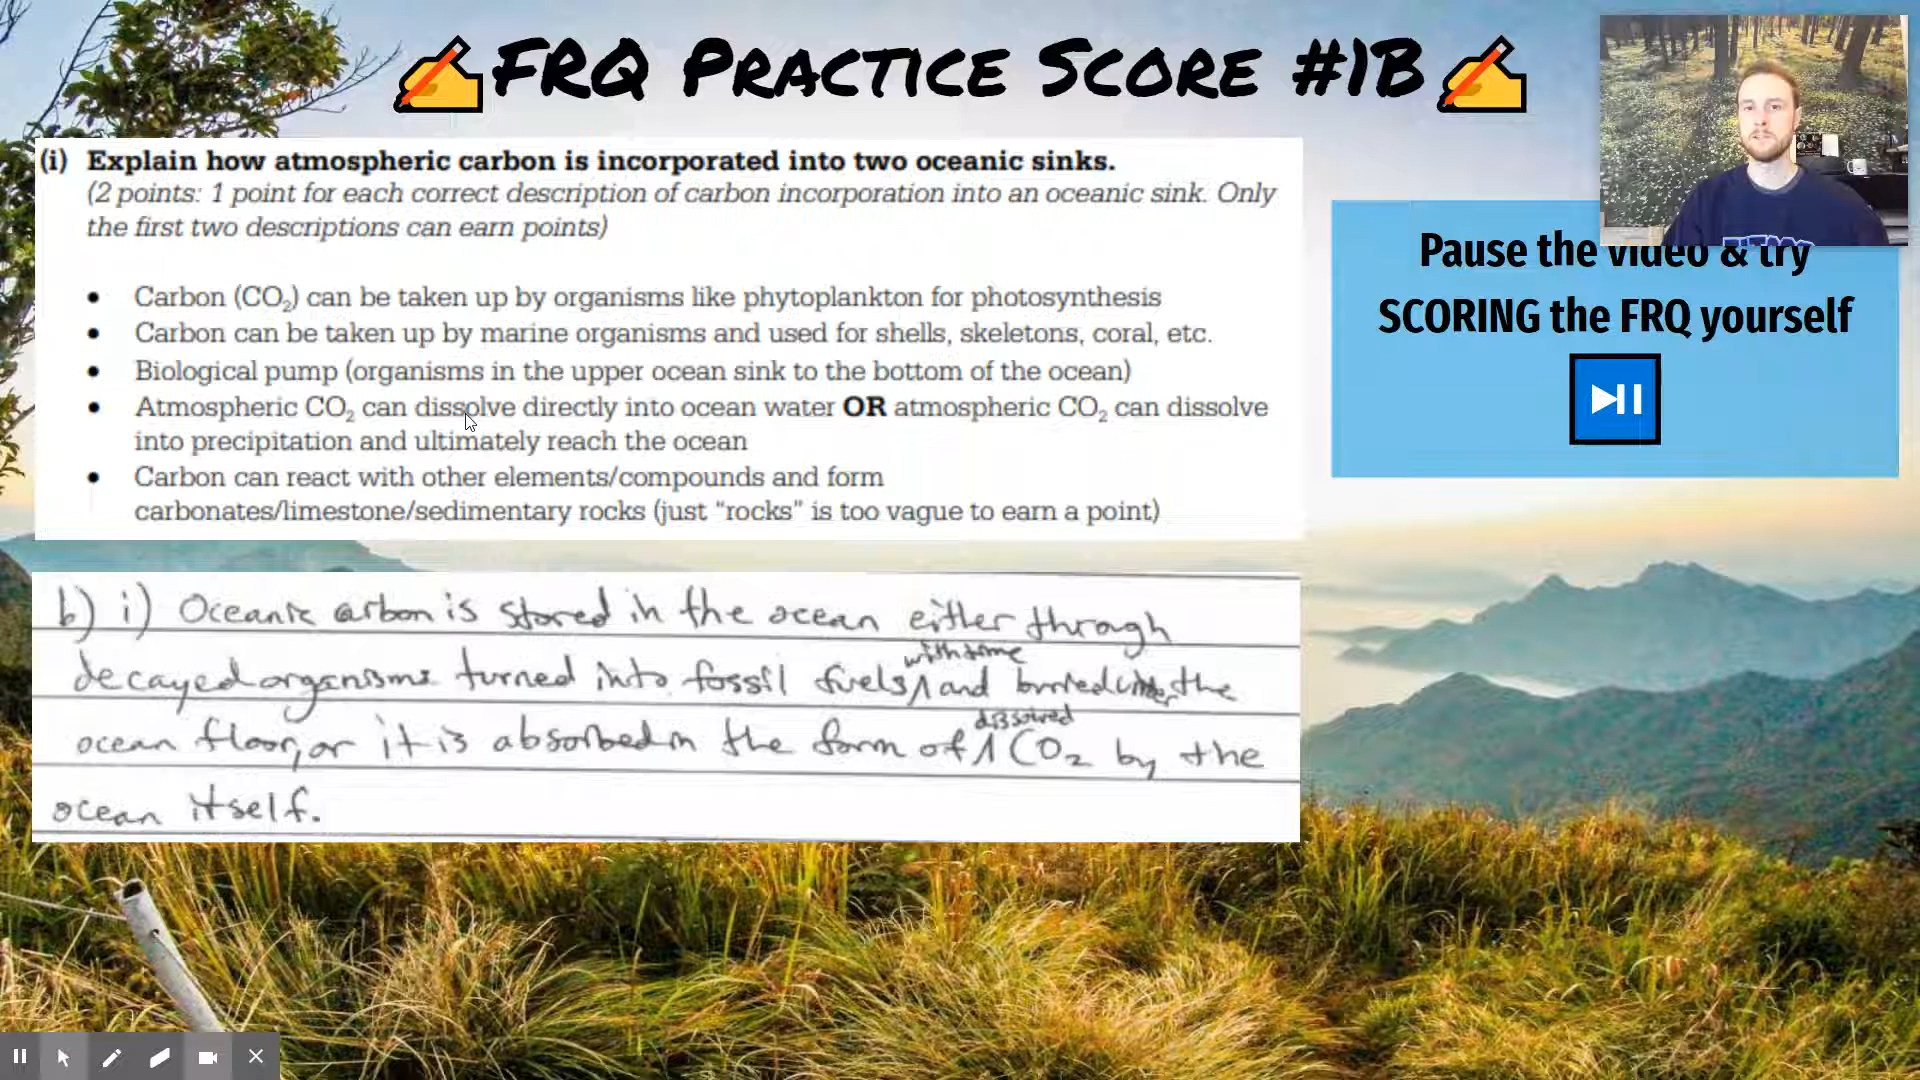 FRQ PRACTICE SCORE #1B
(i) Explain how atmospheric carbon is incorporated into two oceanic sinks.
(2 points: 1 point for each correct description of carbon incorporation into an oceanic sink. Only
the first two descriptions can earn points)
• Carbon (CO₂) can be taken up by organisms like phytoplankton for photosynthesis
• Carbon can be taken up by marine organisms and used for shells, skeletons, coral, etc.
• Biological pump (organisms in the upper ocean sink to the bottom of the ocean)
• Atmospheric CO₂ can dissolve directly into ocean water OR atmospheric CO₂ can dissolve
into precipitation and ultimately reach the ocean
• Carbon can react with other elements/compounds and form
carbonates/limestone/sedimentary rocks (just "rocks" is too vague to earn a point)
Pause the video & try
SCORING the FRQ yourself
b) i) Oceanic carbon is stored in the ocean either through
with time
decayed organisms turned into fossil fuels and buried the
dissolved
ocean floor, or it is absorbed in the form of CO₂ by the
ocean itself.